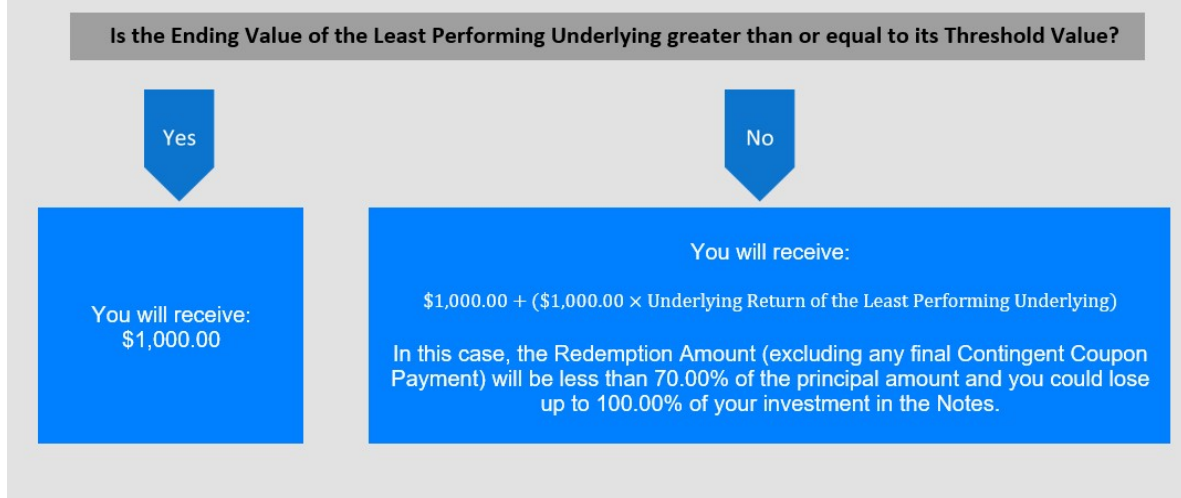 Is the Ending Value of the Least Performing Underlying greater than or equal to its Threshold Value?
Yes
No
You will receive:
$1,000.00
You will receive:
$1,000.00 + ($1,000.00 × Underlying Return of the Least Performing Underlying)
In this case, the Redemption Amount (excluding any final Contingent Coupon
Payment) will be less than 70.00% of the principal amount and you could lose
up to 100.00% of your investment in the Notes.